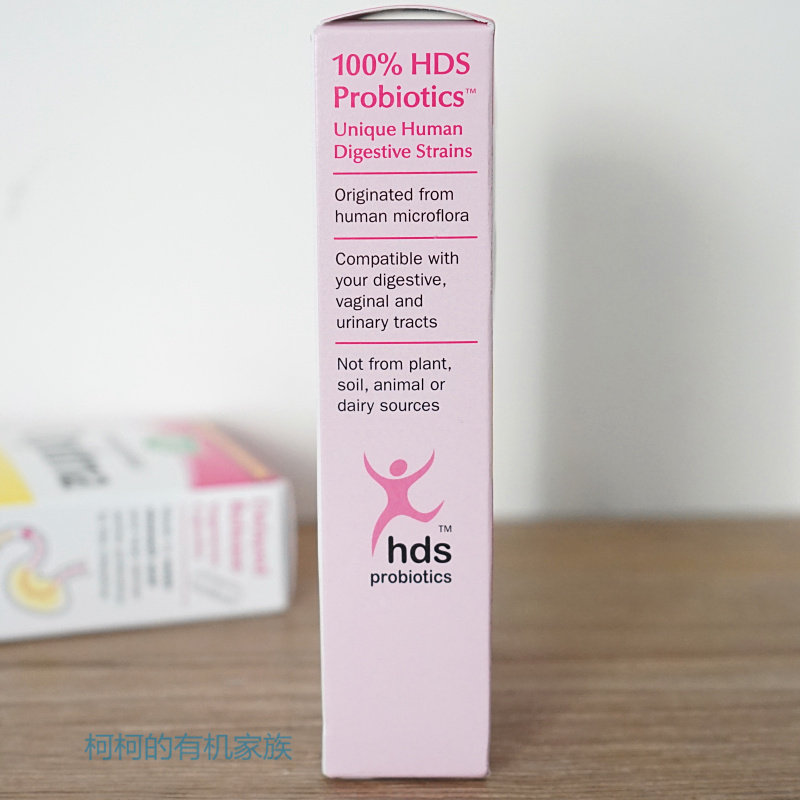 100% HDS
Probiotics™
Unique Human
Digestive Strains
Originated from
human microflora
Compatible with
your digestive,
vaginal and
urinary tracts
Not from plant,
soil, animal or
dairy sources
™
hds
probiotics
柯柯的有机家族